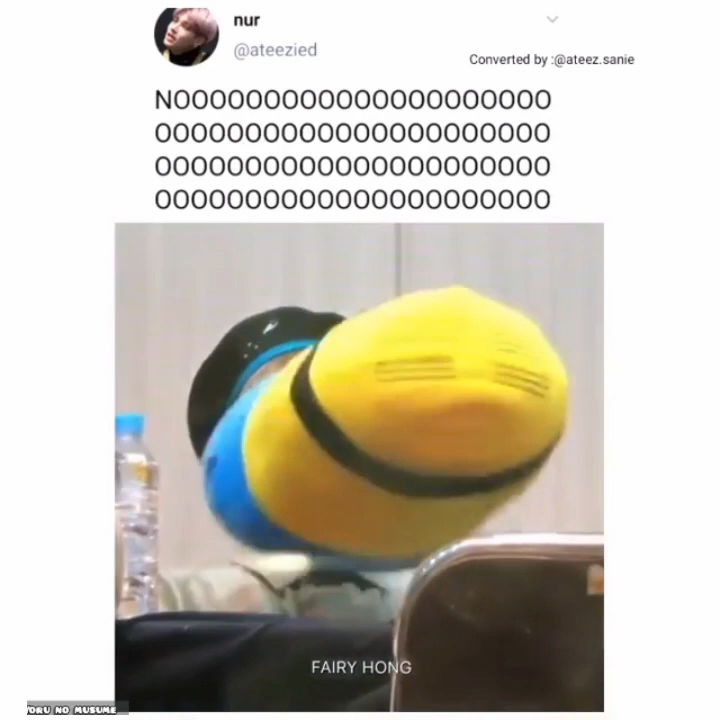 nur
@ateezied
Converted by :@ateez.sanie
NOOOOOOOOOOOOOOOOOOOOO
OOOOOOOOOOOOOOOOOOOOOO
OOOOOOOOOOOOOOOOOOOOOO
OOOOOOOOOOOOOOOOOOOOOO
FAIRY HONG
YORU NO MUSUME